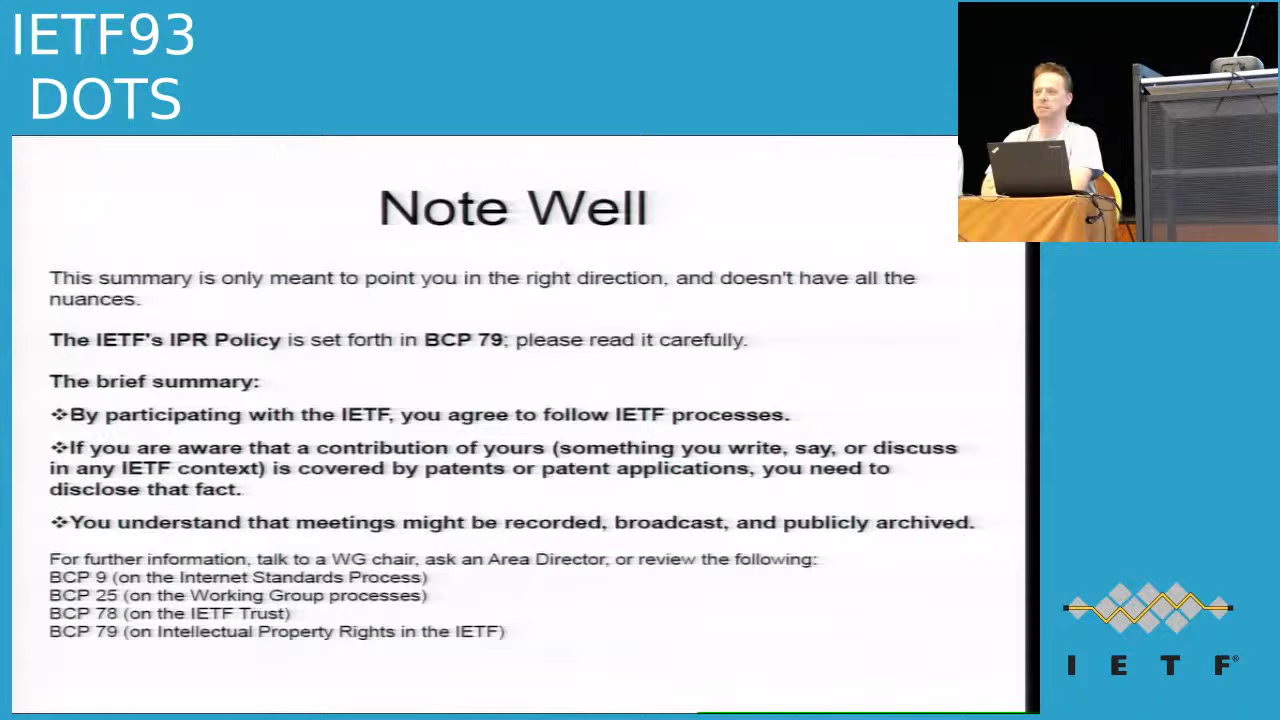 IETF93
DOTS
Note Well
This summary is only meant to point you in the right direction, and doesn't have all the
nuances.
The IETF's IPR Policy is set forth in BCP 79; please read it carefully.
The brief summary:
❖By participating with the IETF, you agree to follow IETF processes.
❖If you are aware that a contribution of yours (something you write, say, or discuss
in any IETF context) is covered by patents or patent applications, you need to
disclose that fact.
❖You understand that meetings might be recorded, broadcast, and publicly archived.
For further information, talk to a WG chair, ask an Area Director, or review the following:
BCP 9 (on the Internet Standards Process)
BCP 25 (on the Working Group processes)
BCP 78 (on the IETF Trust)
BCP 79 (on Intellectual Property Rights in the IETF)
I E T F®